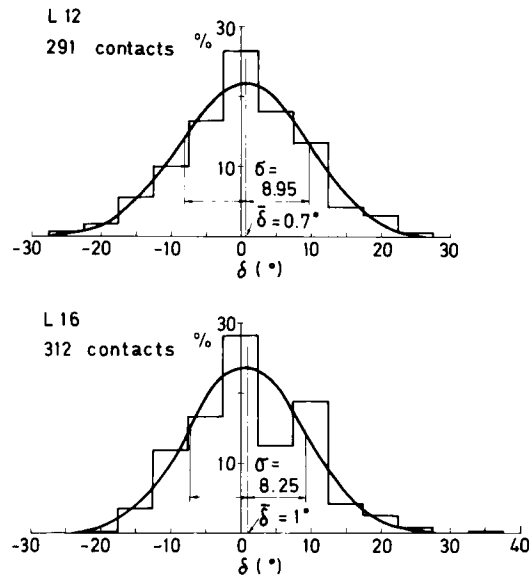 L 12
291 contacts
%
30
10
σ =
8.95
δ̄ = 0.7°
-30 -20 -10 0 10 20 30
δ (°)
L 16
312 contacts
%
30
10
σ =
8.25
δ̄ = 1°
-30 -20 -10 0 10 20 30 40
δ (°)